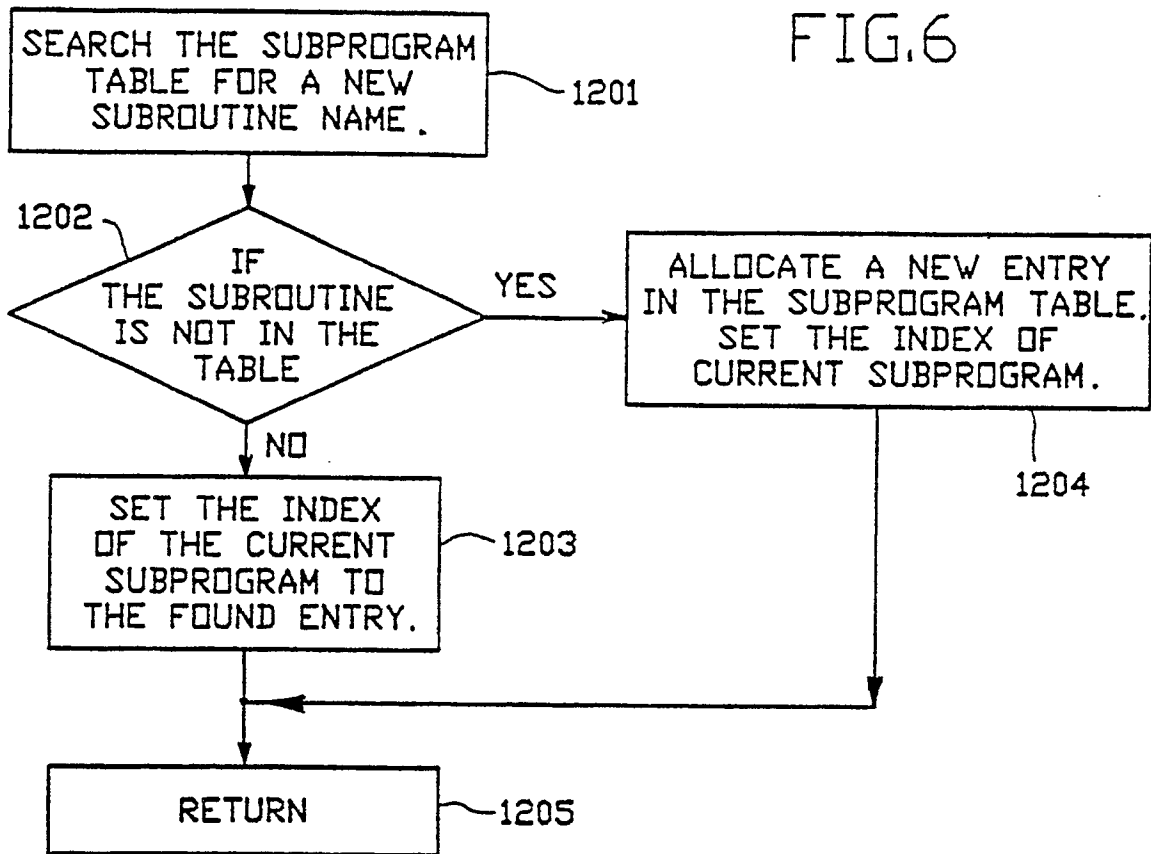 FIG.6
SEARCH THE SUBPROGRAM
TABLE FOR A NEW
SUBROUTINE NAME.
1201
1202
IF
THE SUBROUTINE
IS NOT IN THE
TABLE
YES
NO
ALLOCATE A NEW ENTRY
IN THE SUBPROGRAM TABLE.
SET THE INDEX OF
CURRENT SUBPROGRAM.
1204
SET THE INDEX
OF THE CURRENT
SUBPROGRAM TO
THE FOUND ENTRY.
1203
RETURN
1205